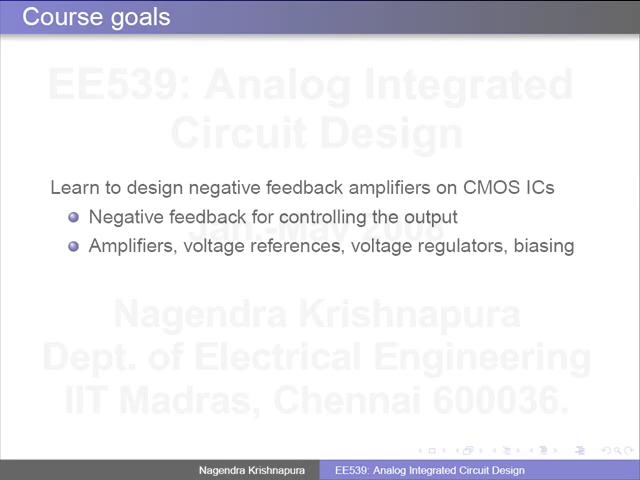 Course goals
EE539: Analog Integrated
Circuit Design
Learn to design negative feedback amplifiers on CMOS ICs
Negative feedback for controlling the output
Jan.-May 2008
Amplifiers, voltage references, voltage regulators, biasing
Nagendra Krishnapura
Dept. of Electrical Engineering
IIT Madras, Chennai 600036.
Nagendra Krishnapura EE539: Analog Integrated Circuit Design